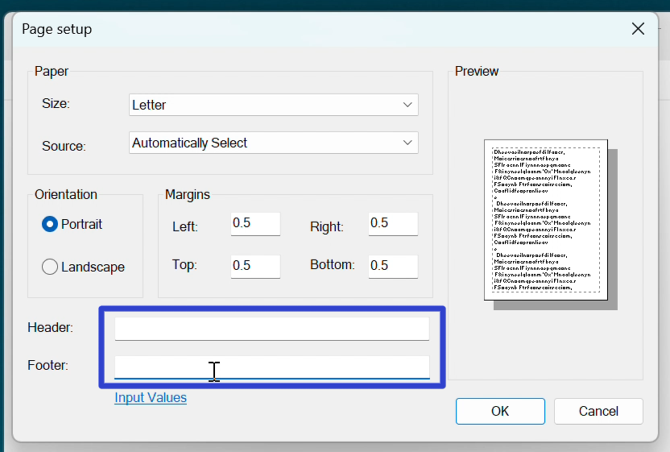 Page setup
Paper
Size:
Letter
Source:
Automatically Select
Orientation
Portrait
Landscape
Margins
Left:
0.5
Right:
0.5
Top:
0.5
Bottom:
0.5
Header:
Footer:
Input Values
Preview
OK
Cancel